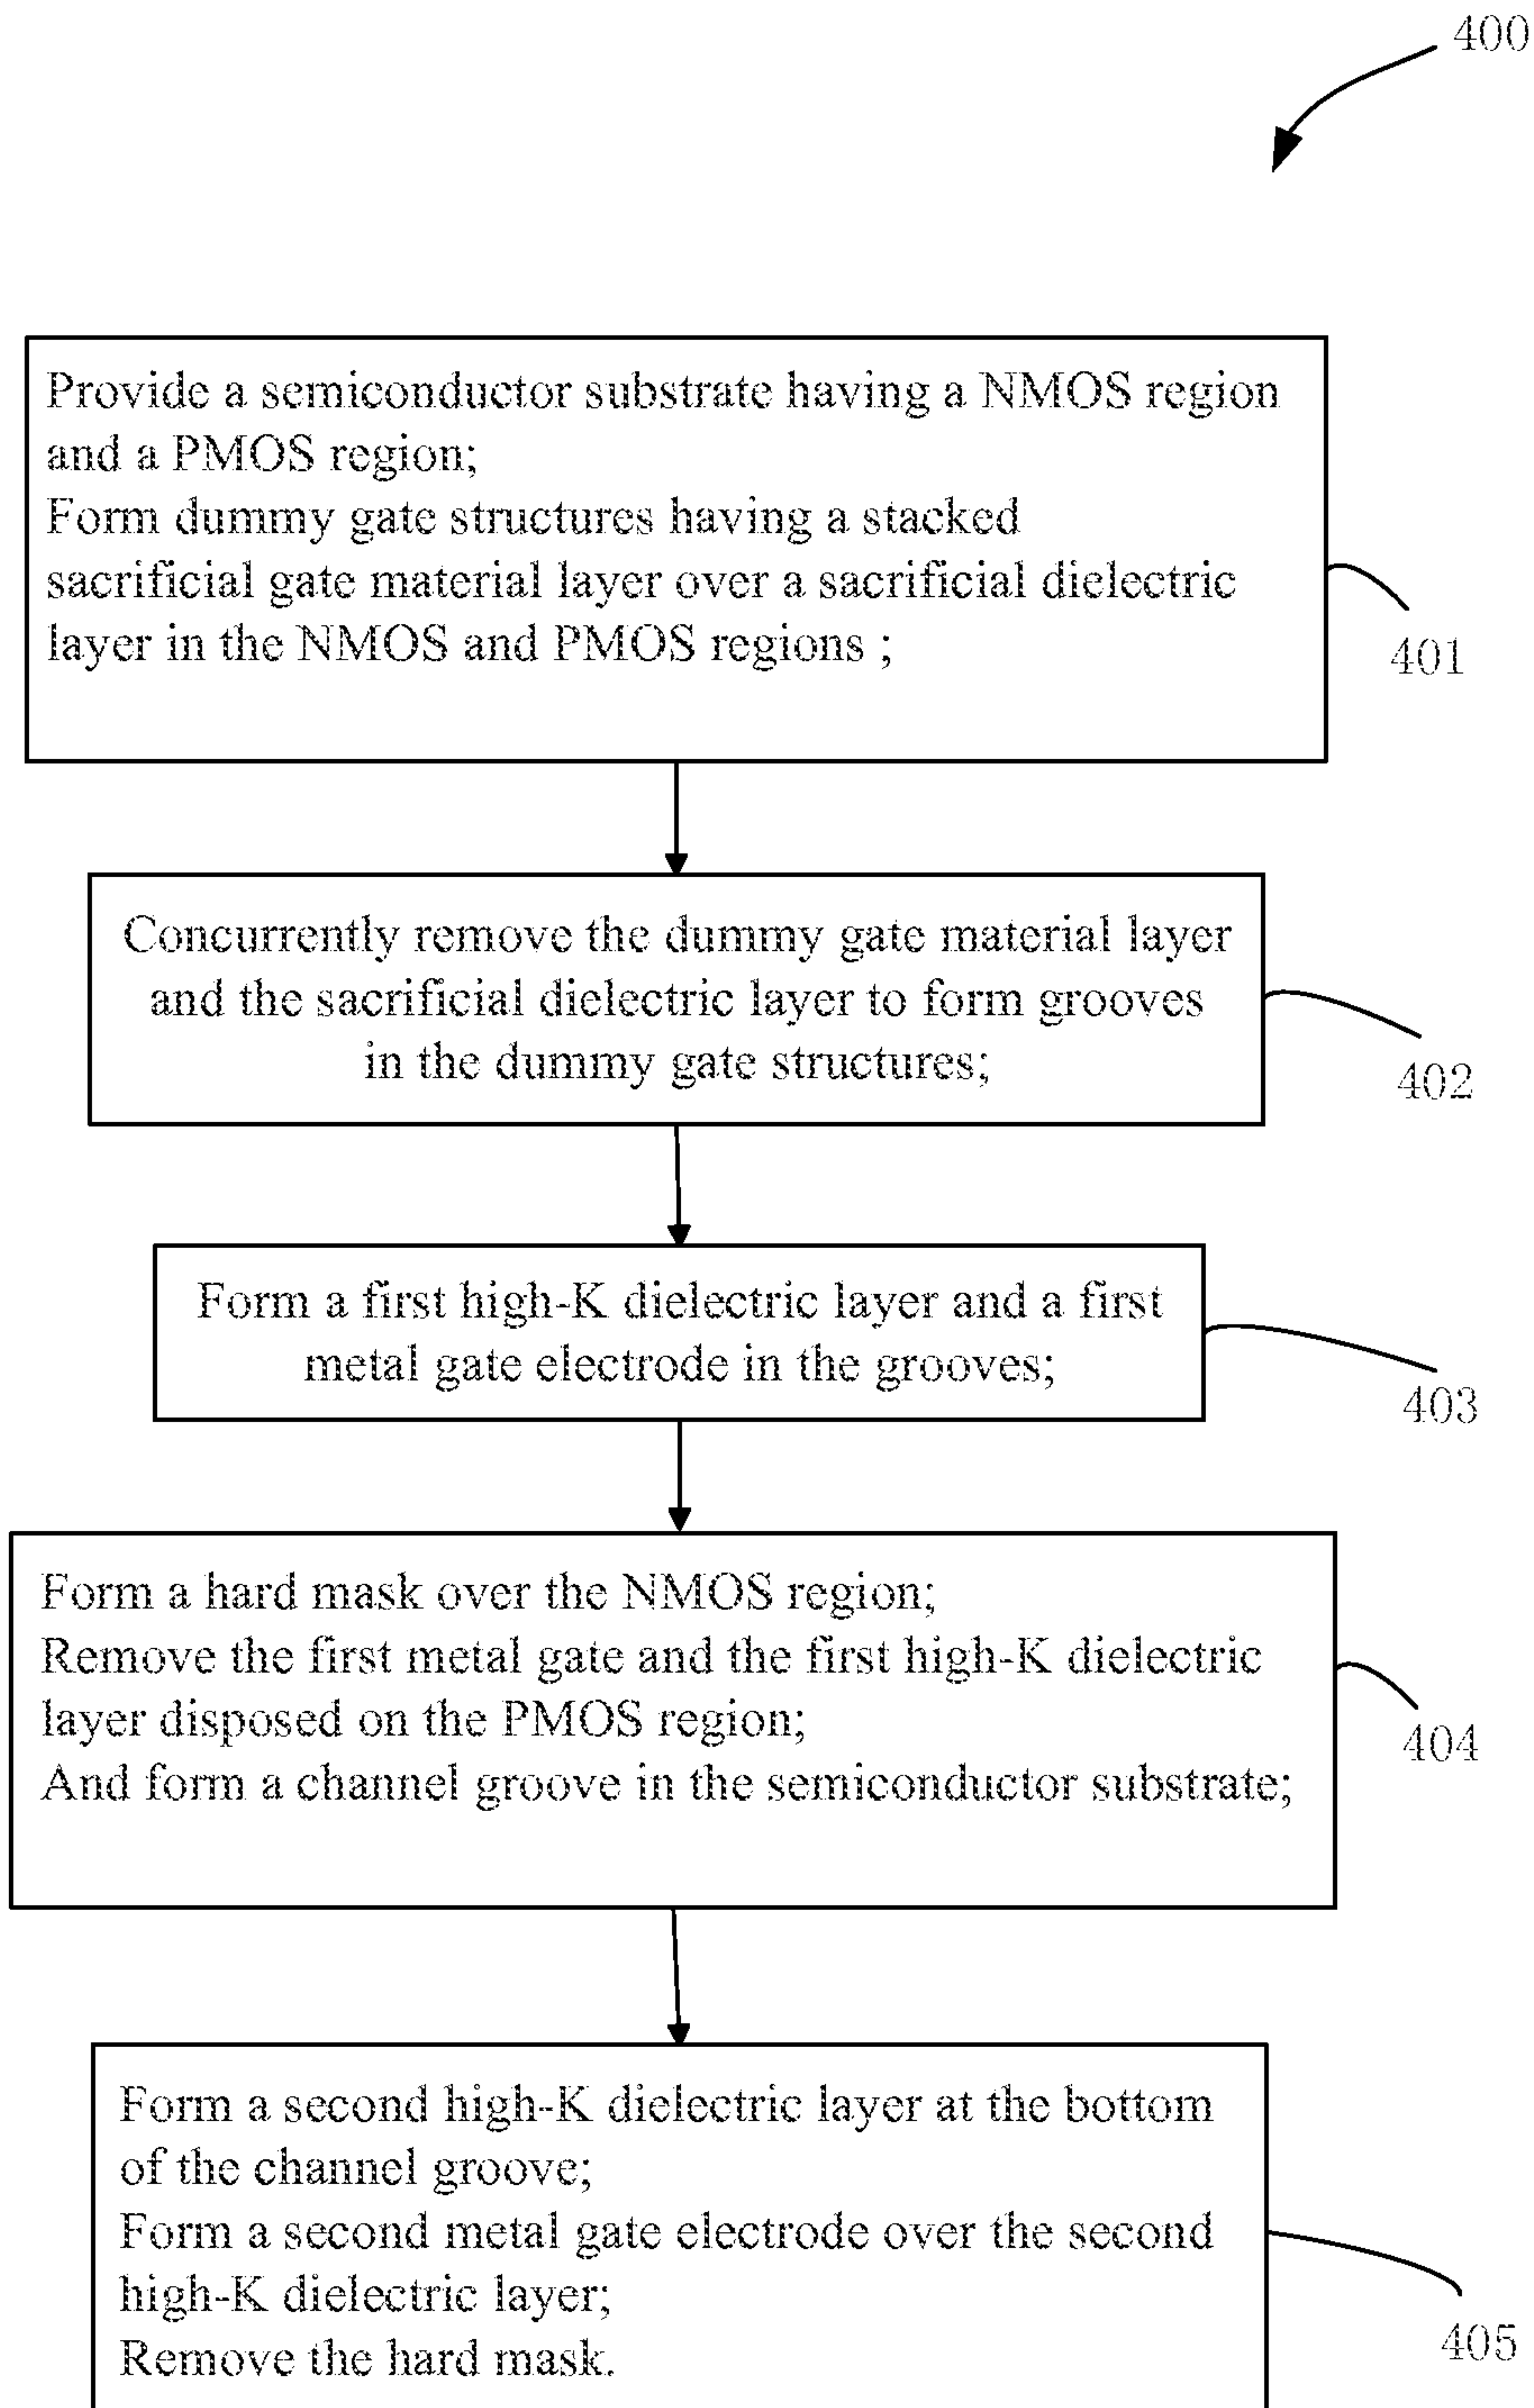 400
Provide a semiconductor substrate having a NMOS region
and a PMOS region;
Form dummy gate structures having a stacked
sacrificial gate material layer over a sacrificial dielectric
layer in the NMOS and PMOS regions ;
401
Concurrently remove the dummy gate material layer
and the sacrificial dielectric layer to form grooves
in the dummy gate structures;
402
Form a first high-K dielectric layer and a first
metal gate electrode in the grooves;
403
Form a hard mask over the NMOS region;
Remove the first metal gate and the first high-K dielectric
layer disposed on the PMOS region;
And form a channel groove in the semiconductor substrate;
404
Form a second high-K dielectric layer at the bottom
of the channel groove;
Form a second metal gate electrode over the second
high-K dielectric layer;
Remove the hard mask.
405